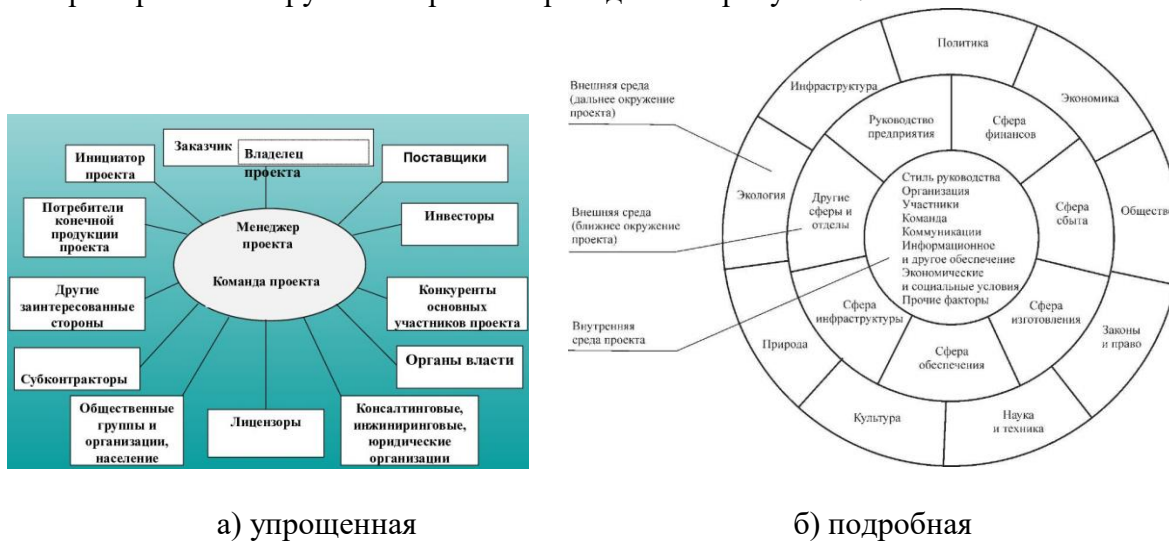 Заказчик
Владелец
проекта
Инициатор
проекта
Поставщики
Потребители
конечной
продукции
проекта
Инвесторы
Менеджер
проекта
Команда проекта
Другие
заинтересованные
стороны
Конкуренты
основных
участников проекта
Органы власти
Субконтракторы
Общественные
группы и
организации,
население
Лицензоры
Консалтинговые,
инжиниринговые,
юридические
организации
а) упрощенная
Внешняя среда
(дальнее окружение
проекта)
Внешняя среда
(ближнее окружение
проекта)
Внутренняя
среда проекта
Политика
Инфраструктура
Экономика
Экология
Природа
Культура
Наука
и техника
Законы
и право
Руководство
предприятия
Сфера
финансов
Другие
сферы и
отделы
Сфера
сбыта
Сфера
инфраструктуры
Сфера
обеспечения
Сфера
изготовления
Стиль руководства
Организация
Участники
Команда
Коммуникации
Информационное
и другое обеспечение
Экономические
и социальные условия
Прочие факторы
б) подробная